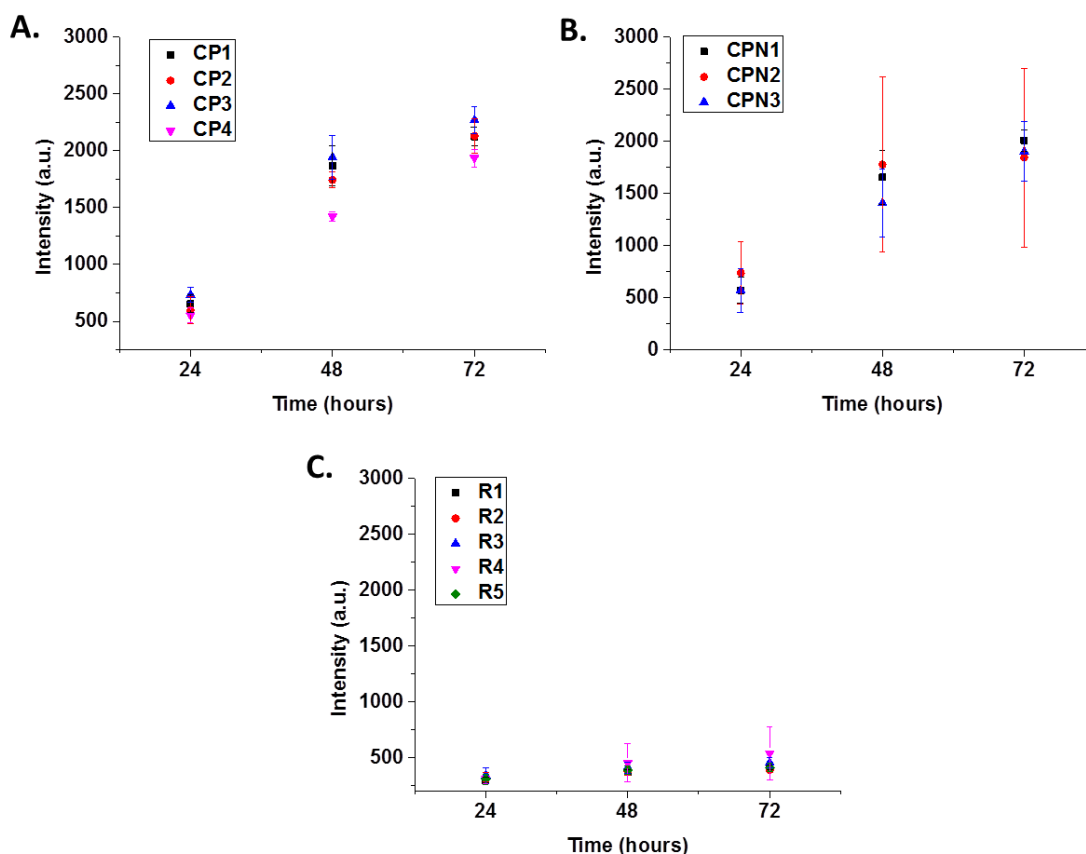 A.
3000
2500
2000
1500
1000
500
Intensity (a.u.)
CP1
CP2
CP3
CP4
24 48 72
Time (hours)
B.
3000
2500
2000
1500
1000
500
0
Intensity (a.u.)
CPN1
CPN2
CPN3
24 48 72
Time (hours)
C.
3000
2500
2000
1500
1000
500
Intensity (a.u.)
R1
R2
R3
R4
R5
24 48 72
Time (hours)